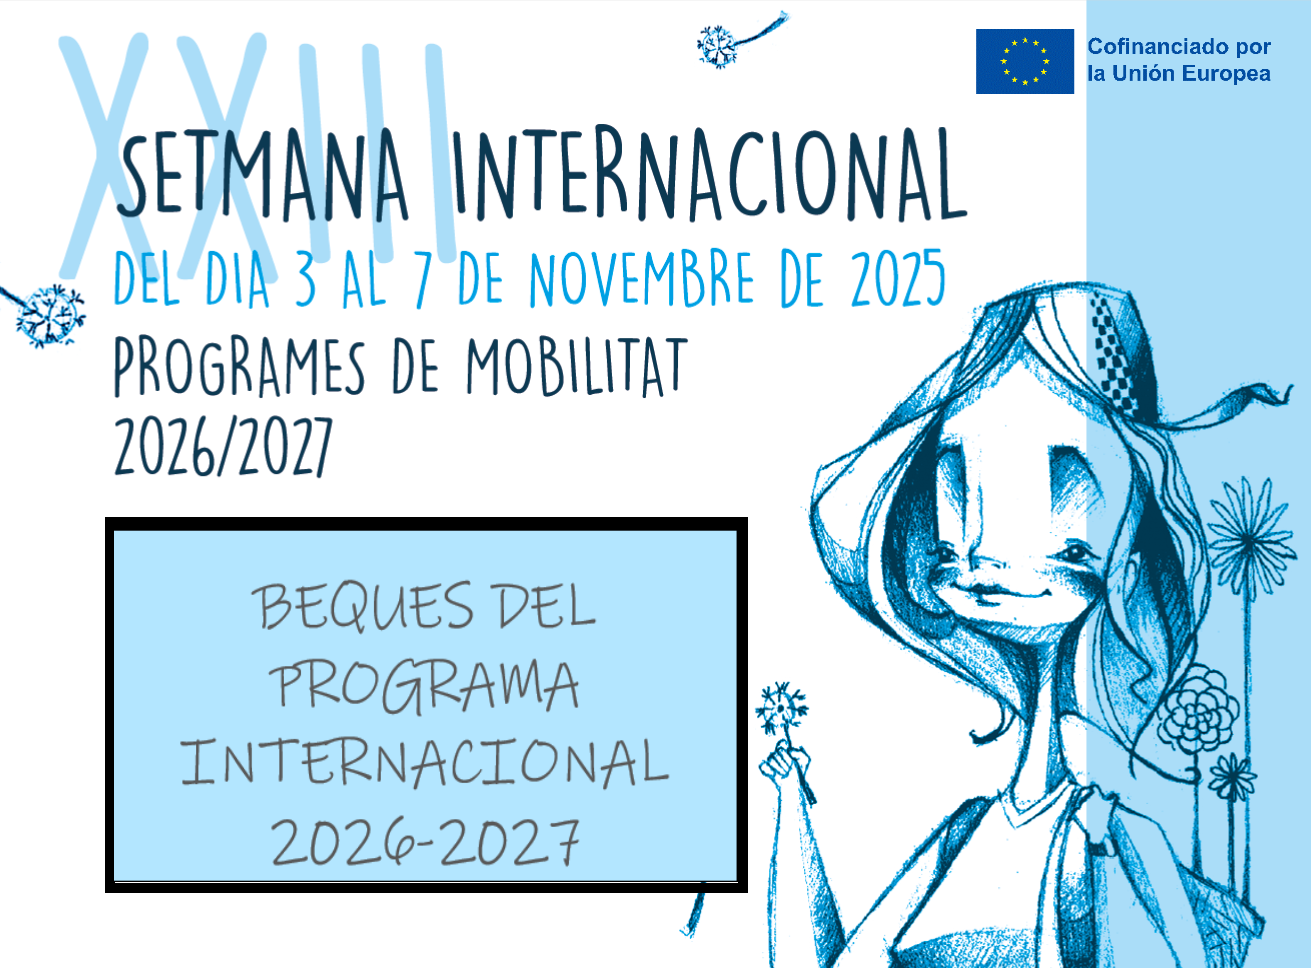 Cofinanciado por
la Unión Europea
XXIII
SETMANA INTERNACIONAL
DEL DIA 3 AL 7 DE NOVEMBRE DE 2025
PROGRAMES DE MOBILITAT
2026/2027
BEQUES DEL
PROGRAMA
INTERNACIONAL
2026-2027